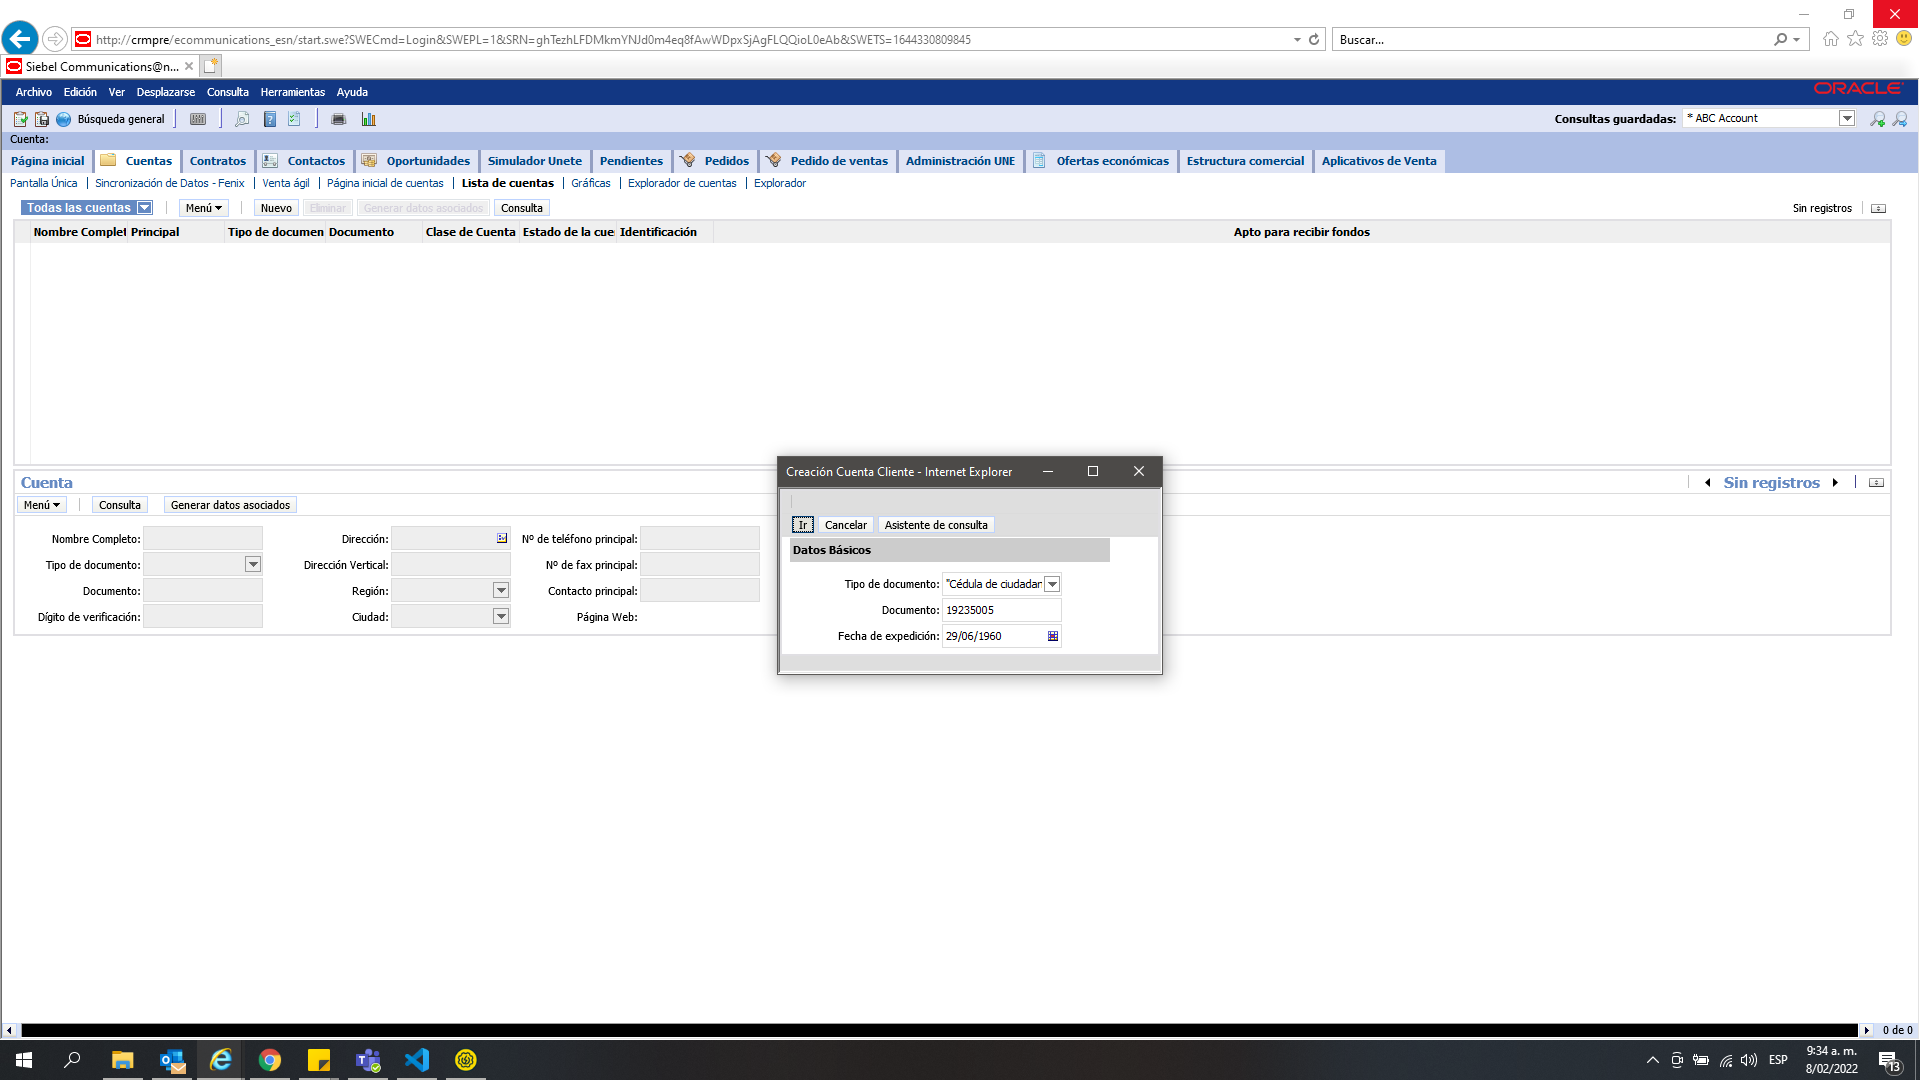 http://crmpre/ecommunications_esn/start.swe?SWECmd=Login&SWEPL=1&SRN=ghTezhLFDMkmYNJd0m4eq8fAwWDpxSjAgFLQQioL0eAb&SWETS=1644330809845
Buscar...
Siebel Communications@n...
Archivo Edición Ver Desplazarse Consulta Herramientas Ayuda
ORACLE
Búsqueda general
Consultas guardadas: * ABC Account
Cuenta:
Página inicial Cuentas Contratos Contactos Oportunidades Simulador Unete Pendientes Pedidos Pedido de ventas Administración UNE Ofertas económicas Estructura comercial Aplicativos de Venta
Pantalla Única Sincronización de Datos - Fenix Venta ágil Página inicial de cuentas Lista de cuentas Gráficas Explorador de cuentas Explorador
Todas las cuentas Menú Nuevo Eliminar Generar datos asociados Consulta Sin registros
Nombre Complet Principal Tipo de documen Documento Clase de Cuenta Estado de la cue Identificación Apto para recibir fondos
Creación Cuenta Cliente - Internet Explorer
Ir Cancelar Asistente de consulta
Datos Básicos
Tipo de documento: "Cédula de ciudadan
Documento: 19235005
Fecha de expedición: 29/06/1960
Cuenta
Sin registros
Menú Consulta Generar datos asociados
Nombre Completo: Dirección: Nº de teléfono principal:
Tipo de documento: Dirección Vertical: Nº de fax principal:
Documento: Región: Contacto principal:
Dígito de verificación: Ciudad: Página Web:
0 de 0
ESP
9:34 a. m.
8/02/2022
13